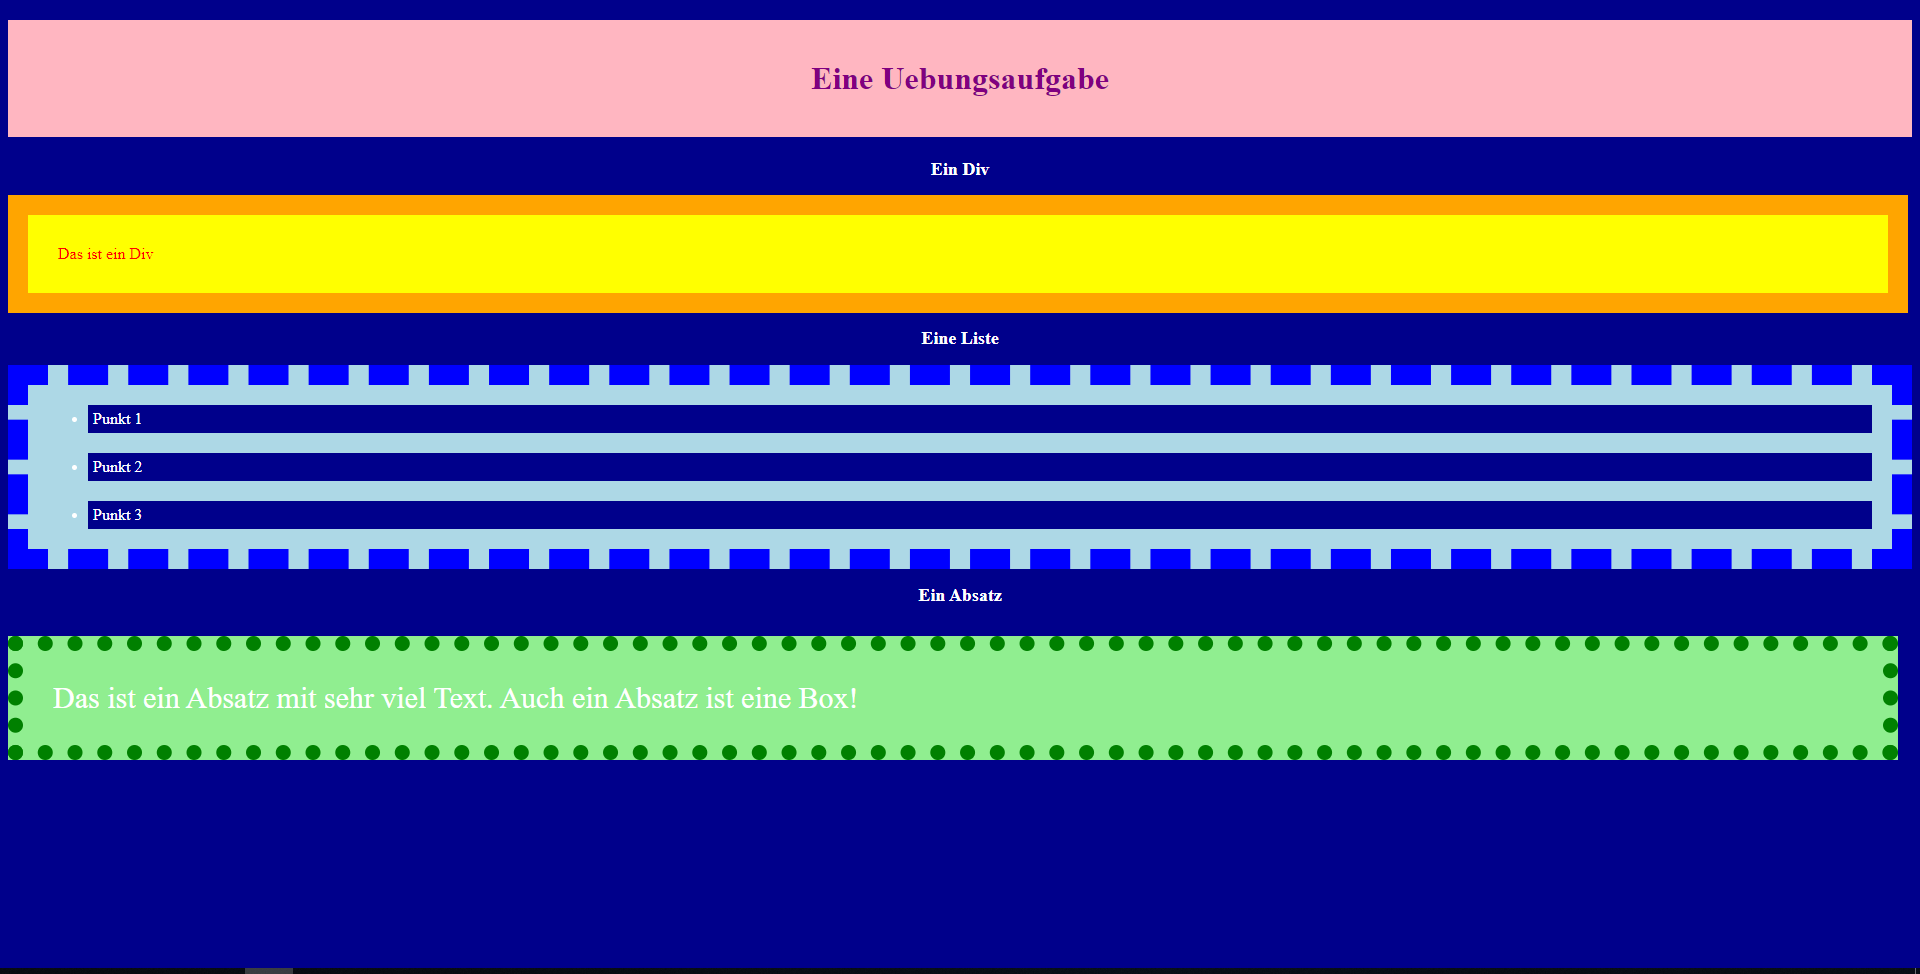 Eine Uebungsaufgabe
Ein Div
Das ist ein Div
Eine Liste
Punkt 1
Punkt 2
Punkt 3
Ein Absatz
Das ist ein Absatz mit sehr viel Text. Auch ein Absatz ist eine Box!